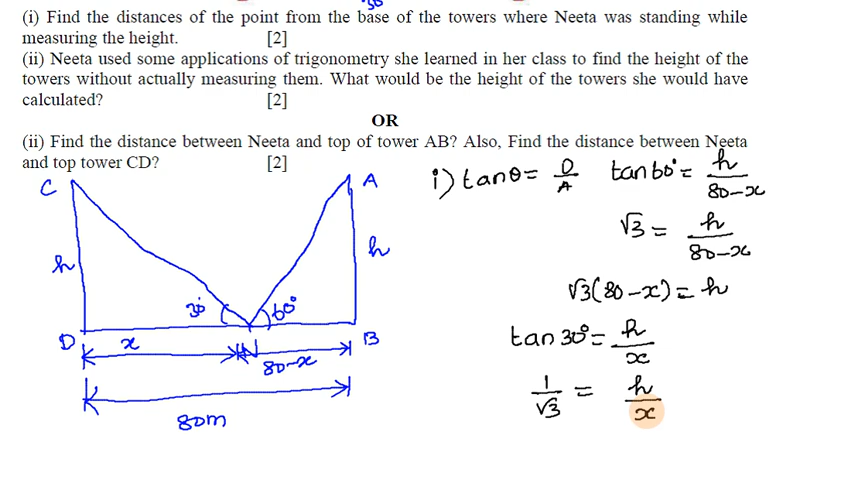 30
(i) Find the distances of the point from the base of the towers where Neeta was standing while
measuring the height. [2]
(ii) Neeta used some applications of trigonometry she learned in her class to find the height of the
towers without actually measuring them. What would be the height of the towers she would have
calculated? [2]
OR
(ii) Find the distance between Neeta and top of tower AB? Also, Find the distance between Neeta
and top tower CD? [2]
C A
h h
30° 60°
D N B
x 80-x
80m
i) tanθ = O/A tan 60° = h/80-x
√3 = h/80-x
√3(80-x) = h
tan 30° = h/x
1/√3 = h/x